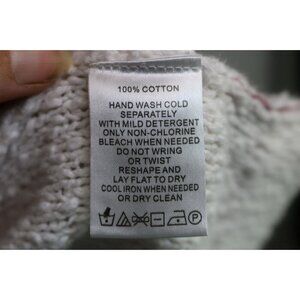 100% COTTON
HAND WASH COLD
SEPARATELY
WITH MILD DETERGENT
ONLY NON-CHLORINE
BLEACH WHEN NEEDED
DO NOT WRING
OR TWIST
RESHAPE AND
LAY FLAT TO DRY
COOL IRON WHEN NEEDED
OR DRY CLEAN
P